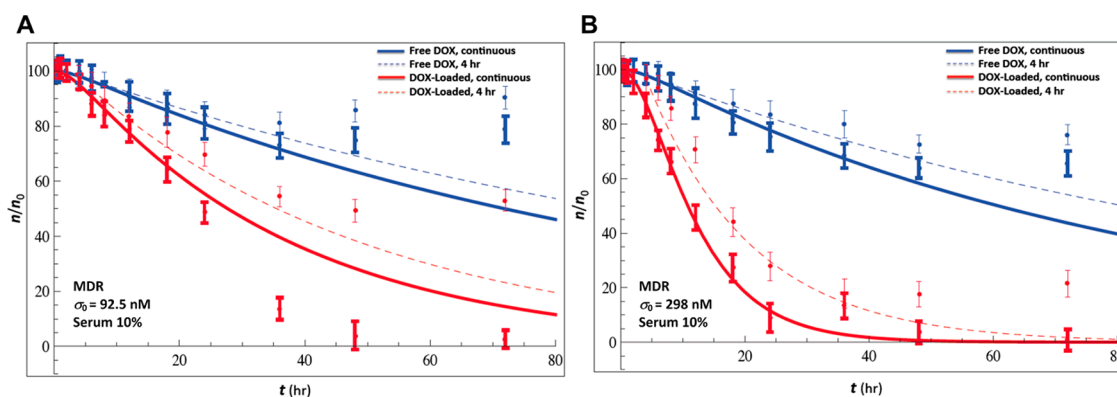 A
Free DOX, continuous
Free DOX, 4 hr
DOX-Loaded, continuous
DOX-Loaded, 4 hr
100
80
60
40
20
0
n/n0
MDR
σ0 = 92.5 nM
Serum 10%
20
40
60
80
t (hr)
B
Free DOX, continuous
Free DOX, 4 hr
DOX-Loaded, continuous
DOX-Loaded, 4 hr
100
80
60
40
20
0
n/n0
MDR
σ0 = 298 nM
Serum 10%
20
40
60
80
t (hr)